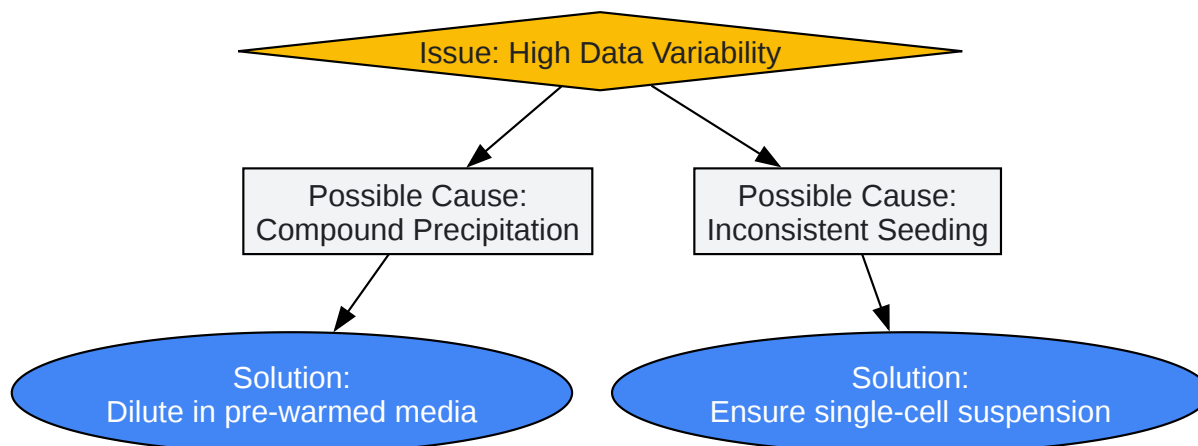 Issue: High Data Variability
Possible Cause:
Compound Precipitation
Possible Cause:
Inconsistent Seeding
Solution:
Dilute in pre-warmed media
Solution:
Ensure single-cell suspension